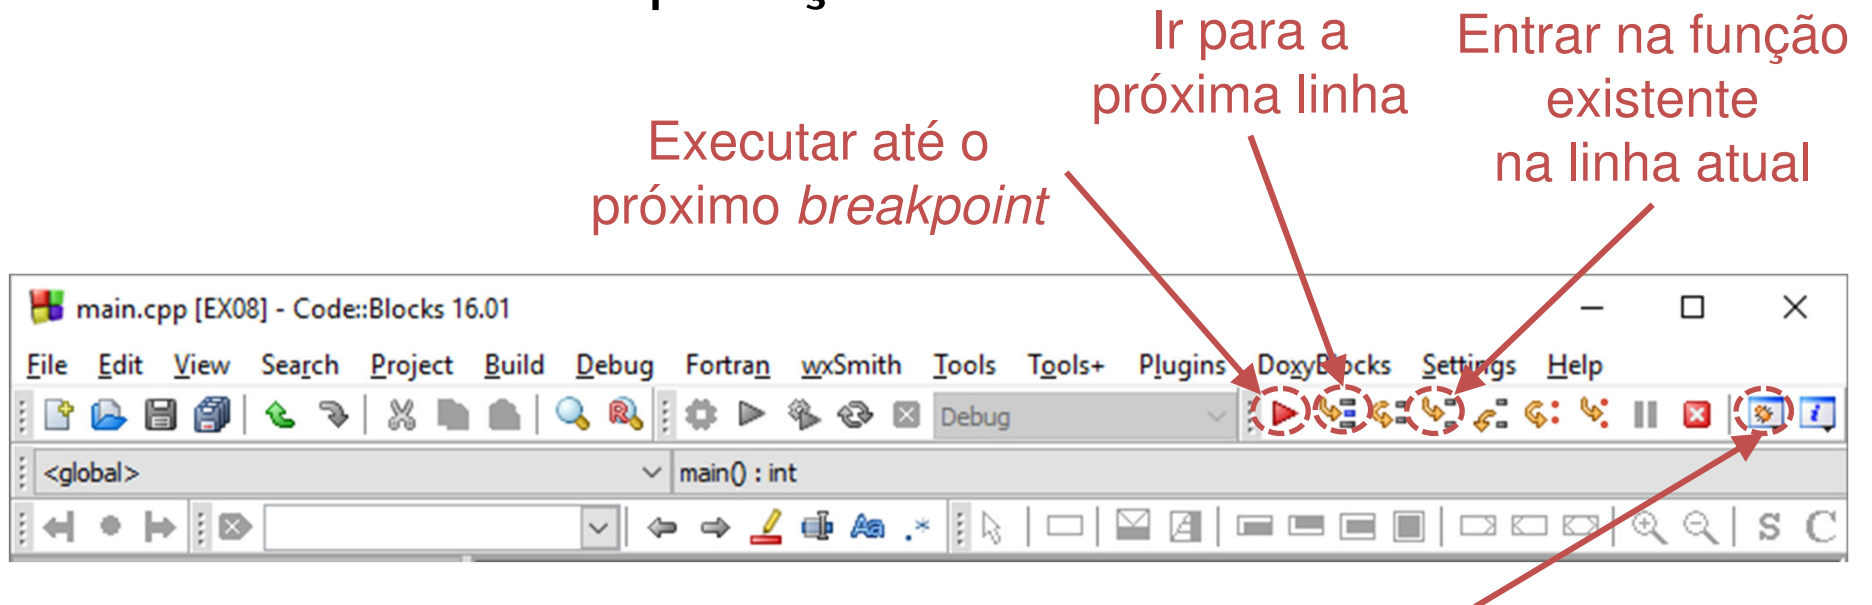 Ir para a
próxima linha
Entrar na função
existente
na linha atual
Executar até o
próximo breakpoint
main.cpp [EX08] - Code::Blocks 16.01
File Edit View Search Project Build Debug Fortran wxSmith Tools Tools+ Plugins DoxyBlocks Settings Help
Debug
<global>
main() : int
Aa .*
S C